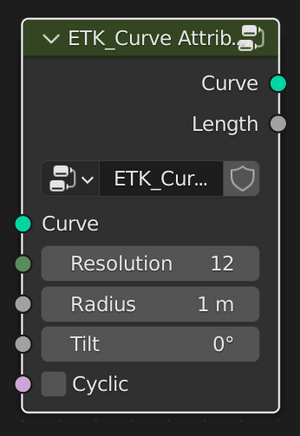 ETK_Curve Attrib...
Curve
Length
ETK_Cur...
Curve
Resolution 12
Radius 1 m
Tilt 0°
Cyclic